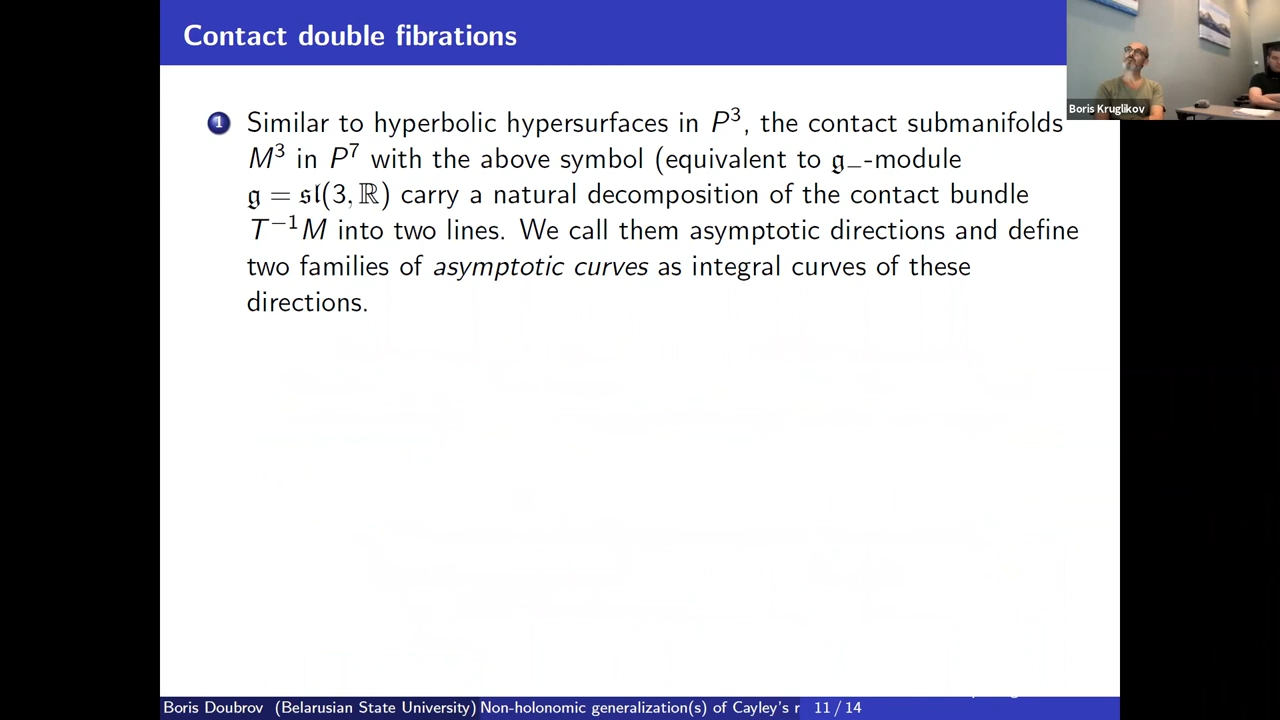 Contact double fibrations
Boris Kruglikov
1 Similar to hyperbolic hypersurfaces in P³, the contact submanifolds
M³ in P⁷ with the above symbol (equivalent to 𝔤₋-module
𝔤 = 𝔰𝔩(3, ℝ) carry a natural decomposition of the contact bundle
T⁻¹M into two lines. We call them asymptotic directions and define
two families of asymptotic curves as integral curves of these
directions.
Boris Doubrov (Belarusian State University) Non-holonomic generalization(s) of Cayley's r 11 / 14